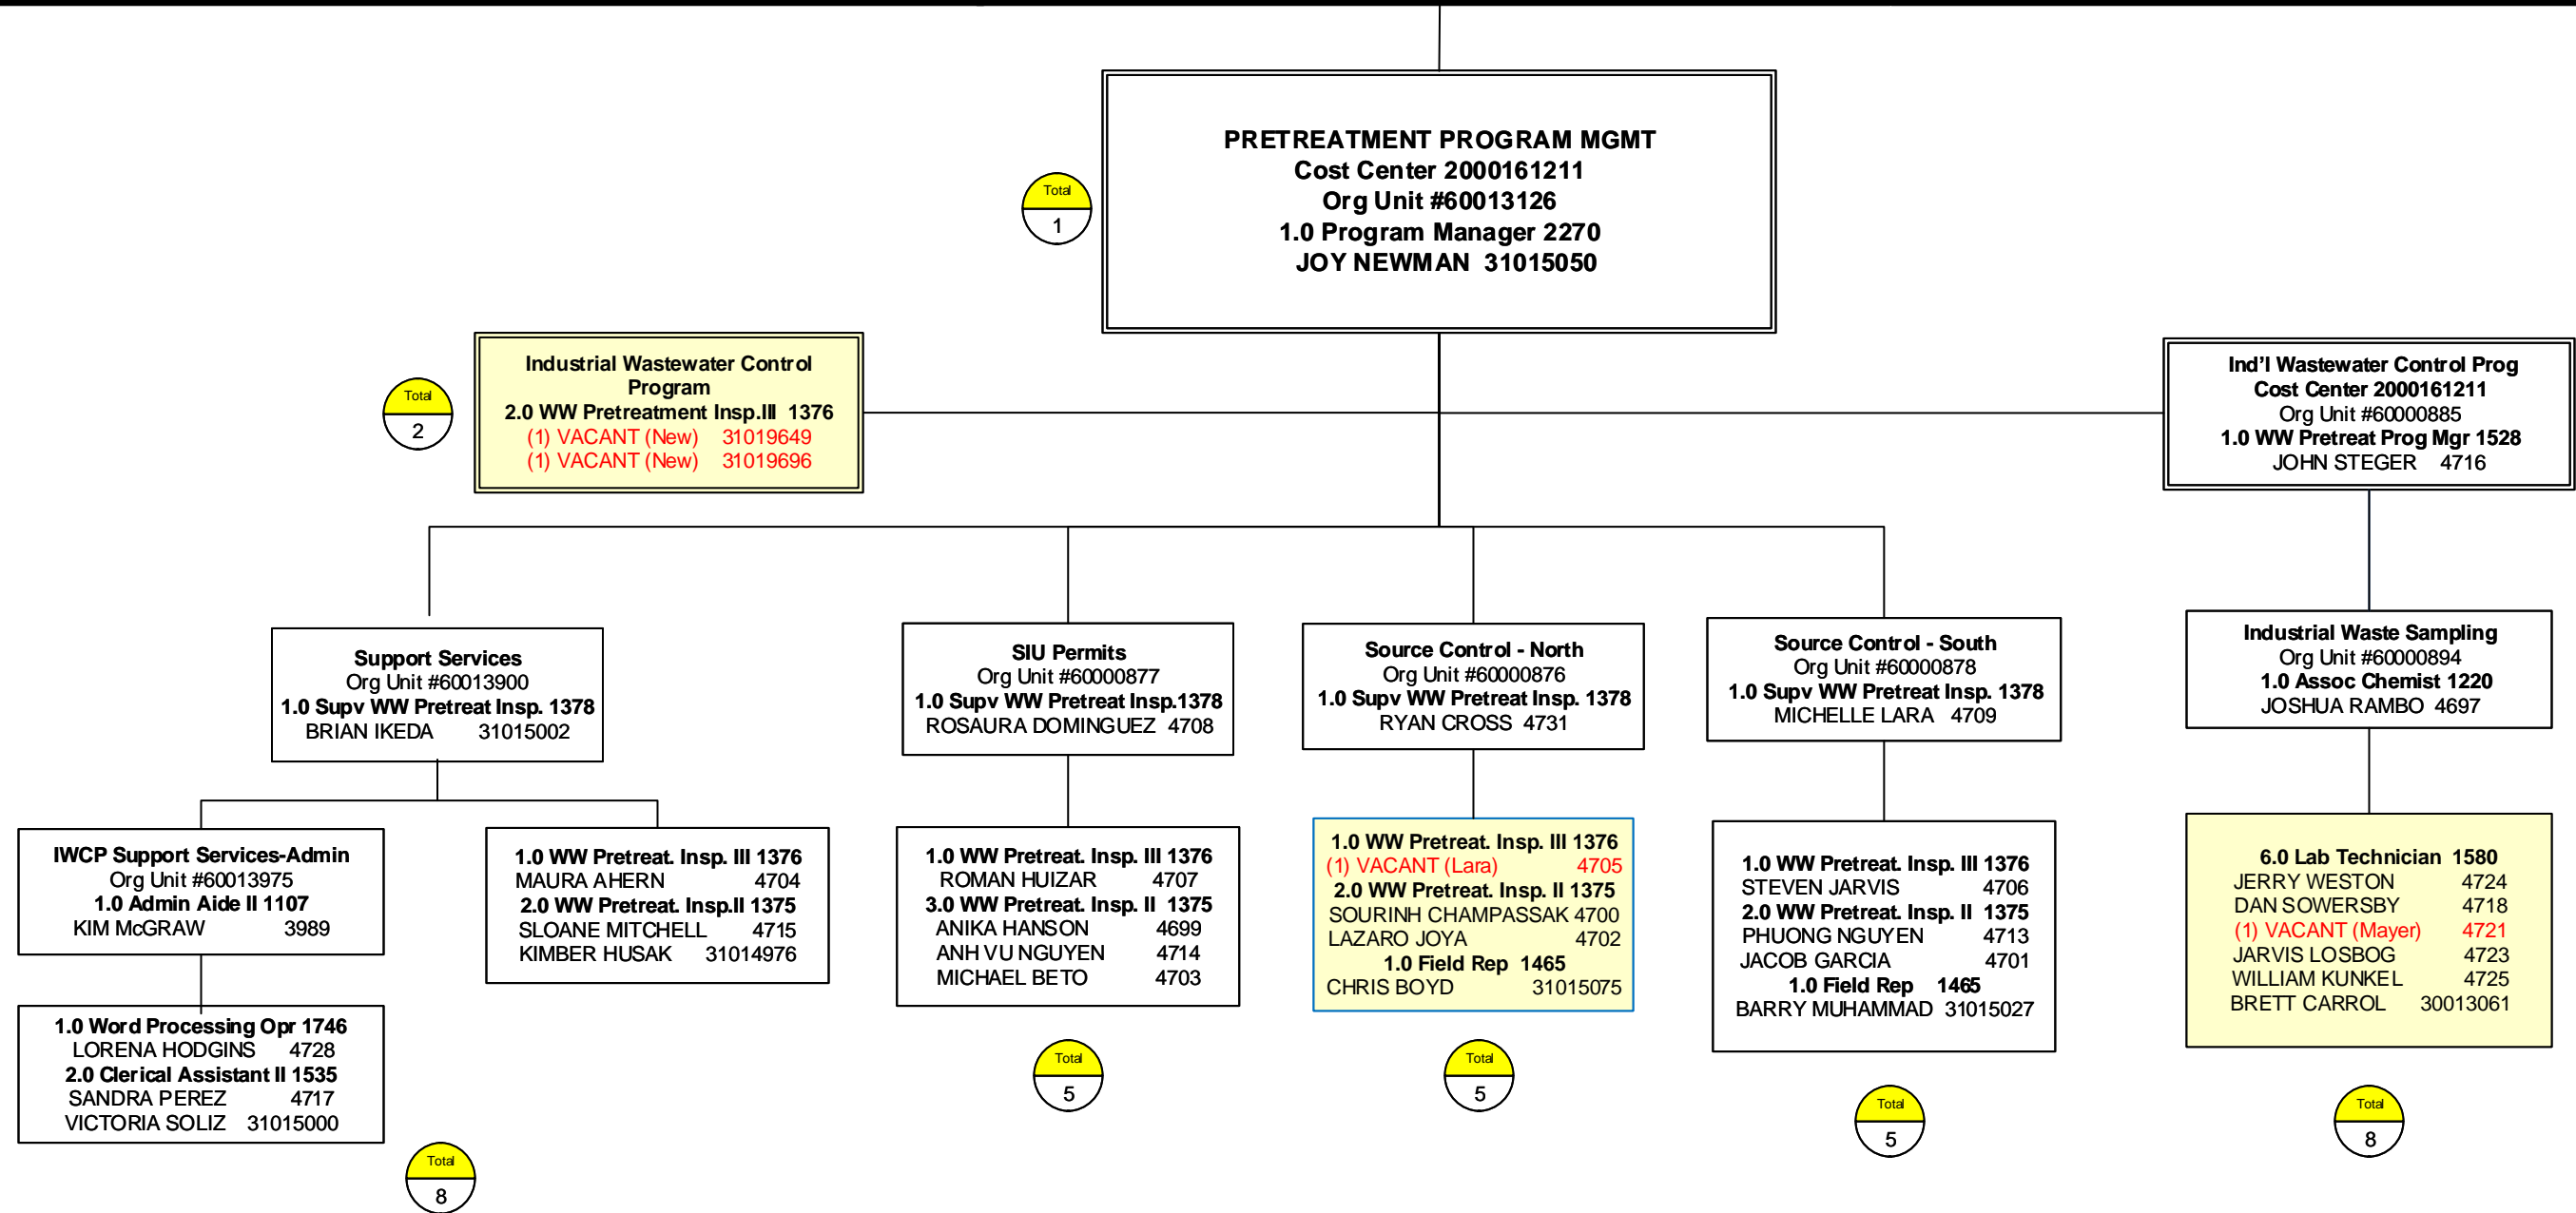 PRETREATMENT PROGRAM MGMT
Cost Center 2000161211
Org Unit #60013126
1.0 Program Manager 2270
JOY NEWMAN 31015050
Total
1
Industrial Wastewater Control
Program
2.0 WW Pretreatment Insp.III 1376
(1) VACANT (New) 31019649
(1) VACANT (New) 31019696
Total
2
Ind'l Wastewater Control Prog
Cost Center 2000161211
Org Unit #60000885
1.0 WW Pretreat Prog Mgr 1528
JOHN STEGER 4716
Support Services
Org Unit #60013900
1.0 Supv WW Pretreat Insp. 1378
BRIAN IKEDA 31015002
SIU Permits
Org Unit #60000877
1.0 Supv WW Pretreat Insp.1378
ROSAURA DOMINGUEZ 4708
Source Control - North
Org Unit #60000876
1.0 Supv WW Pretreat Insp. 1378
RYAN CROSS 4731
Source Control - South
Org Unit #60000878
1.0 Supv WW Pretreat Insp. 1378
MICHELLE LARA 4709
Industrial Waste Sampling
Org Unit #60000894
1.0 Assoc Chemist 1220
JOSHUA RAMBO 4697
IWCP Support Services-Admin
Org Unit #60013975
1.0 Admin Aide II 1107
KIM McGRAW 3989
1.0 WW Pretreat. Insp. III 1376
MAURA AHERN 4704
2.0 WW Pretreat. Insp.II 1375
SLOANE MITCHELL 4715
KIMBER HUSAK 31014976
1.0 WW Pretreat. Insp. III 1376
ROMAN HUIZAR 4707
3.0 WW Pretreat. Insp. II 1375
ANIKA HANSON 4699
ANH VU NGUYEN 4714
MICHAEL BETO 4703
1.0 WW Pretreat. Insp. III 1376
(1) VACANT (Lara) 4705
2.0 WW Pretreat. Insp. II 1375
SOURINH CHAMPASSAK 4700
LAZARO JOYA 4702
1.0 Field Rep 1465
CHRIS BOYD 31015075
1.0 WW Pretreat. Insp. III 1376
STEVEN JARVIS 4706
2.0 WW Pretreat. Insp. II 1375
PHUONG NGUYEN 4713
JACOB GARCIA 4701
1.0 Field Rep 1465
BARRY MUHAMMAD 31015027
6.0 Lab Technician 1580
JERRY WESTON 4724
DAN SOWERSBY 4718
(1) VACANT (Mayer) 4721
JARVIS LOSBOG 4723
WILLIAM KUNKEL 4725
BRETT CARROL 30013061
1.0 Word Processing Opr 1746
LORENA HODGINS 4728
2.0 Clerical Assistant II 1535
SANDRA PEREZ 4717
VICTORIA SOLIZ 31015000
Total
8
Total
5
Total
5
Total
5
Total
8